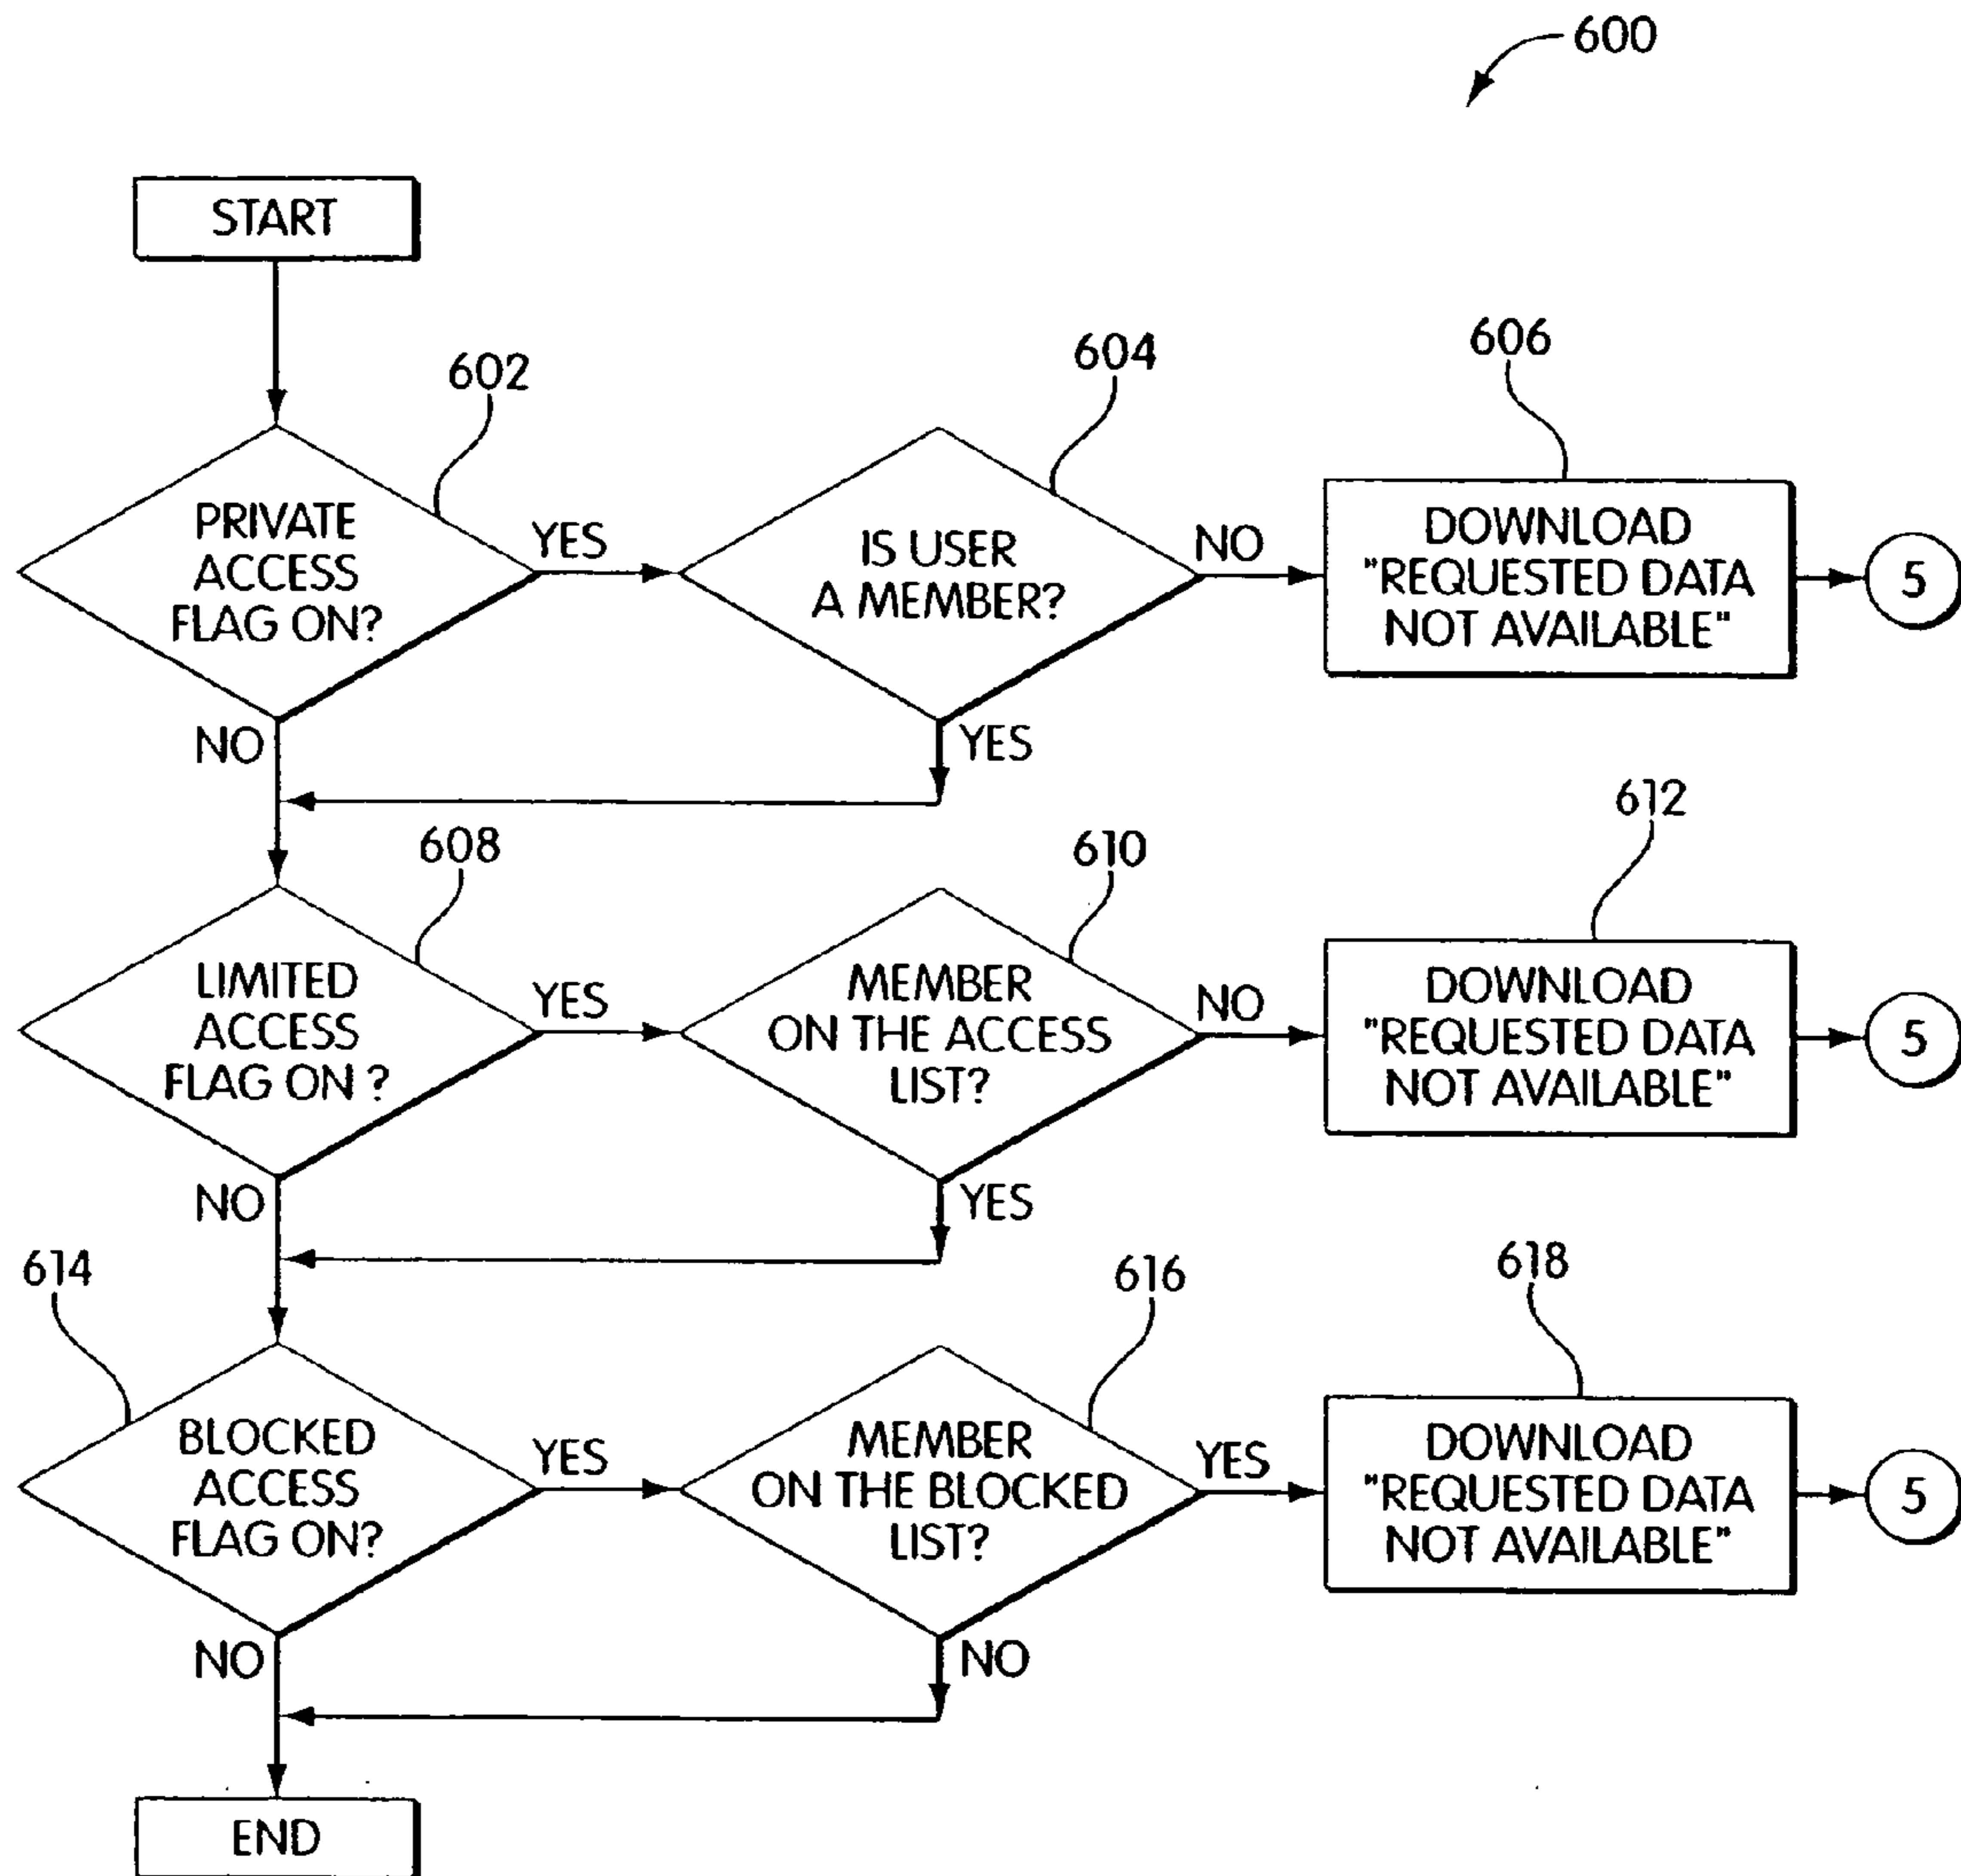 600
START
602
604
606
PRIVATE
ACCESS
FLAG ON?
YES
IS USER
A MEMBER?
NO
DOWNLOAD
"REQUESTED DATA
NOT AVAILABLE"
5
NO
YES
608
610
612
LIMITED
ACCESS
FLAG ON ?
YES
MEMBER
ON THE ACCESS
LIST?
NO
DOWNLOAD
"REQUESTED DATA
NOT AVAILABLE"
5
NO
YES
614
616
618
BLOCKED
ACCESS
FLAG ON?
YES
MEMBER
ON THE BLOCKED
LIST?
YES
DOWNLOAD
"REQUESTED DATA
NOT AVAILABLE"
5
NO
NO
END